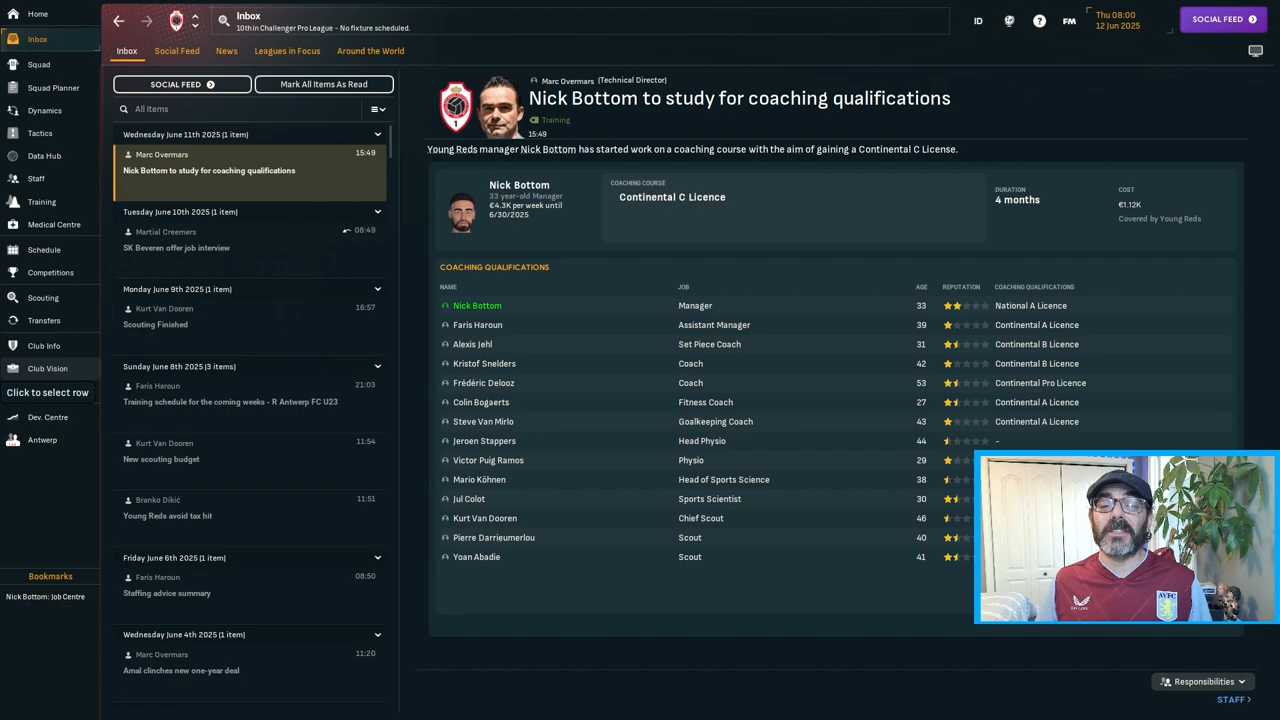 Home
Inbox
Squad
Squad Planner
Dynamics
Tactics
Data Hub
Staff
Training
Medical Centre
Schedule
Competitions
Scouting
Transfers
Club Info
Club Vision
Click to select row
Dev. Centre
Antwerp
Bookmarks
Nick Bottom: Job Centre
Inbox
10th in Challenger Pro League - No fixture scheduled.
ID
?
FM
Thu 08:00
12 Jun 2025
SOCIAL FEED
Inbox
Social Feed
News
Leagues in Focus
Around the World
SOCIAL FEED
Mark All Items As Read
All Items
Wednesday June 11th 2025 (1 item)
Marc Overmars 15:49
Nick Bottom to study for coaching qualifications
Tuesday June 10th 2025 (1 item)
Martial Creemers 08:49
SK Beveren offer job interview
Monday June 9th 2025 (1 item)
Kurt Van Dooren 16:57
Scouting Finished
Sunday June 8th 2025 (3 items)
Faris Haroun 21:03
Training schedule for the coming weeks - R Antwerp FC U23
Kurt Van Dooren 11:54
New scouting budget
Branko Dikić 11:51
Young Reds avoid tax hit
Friday June 6th 2025 (1 item)
Faris Haroun 08:50
Staffing advice summary
Wednesday June 4th 2025 (1 item)
Marc Overmars 11:20
Amal clinches new one-year deal
Marc Overmars (Technical Director)
Nick Bottom to study for coaching qualifications
Training
15:49
Young Reds manager Nick Bottom has started work on a coaching course with the aim of gaining a Continental C License.
Nick Bottom
33 year-old Manager
€4.3K per week until
6/30/2025
COACHING COURSE
Continental C Licence
DURATION
4 months
COST
€1.12K
Covered by Young Reds
COACHING QUALIFICATIONS
NAME JOB AGE REPUTATION COACHING QUALIFICATIONS
Nick Bottom Manager 33 National A Licence
Faris Haroun Assistant Manager 39 Continental A Licence
Alexis Jehl Set Piece Coach 31 Continental B Licence
Kristof Snelders Coach 42 Continental B Licence
Frédéric Delooz Coach 53 Continental Pro Licence
Colin Bogaerts Fitness Coach 27 Continental A Licence
Steve Van Mirlo Goalkeeping Coach 43 Continental A Licence
Jeroen Stappers Head Physio 44 -
Victor Puig Ramos Physio 29
Mario Köhnen Head of Sports Science 38
Jul Colot Sports Scientist 30
Kurt Van Dooren Chief Scout 46
Pierre Darrieumerlou Scout 40
Yoan Abadie Scout 41
AVFC
Responsibilities
STAFF >